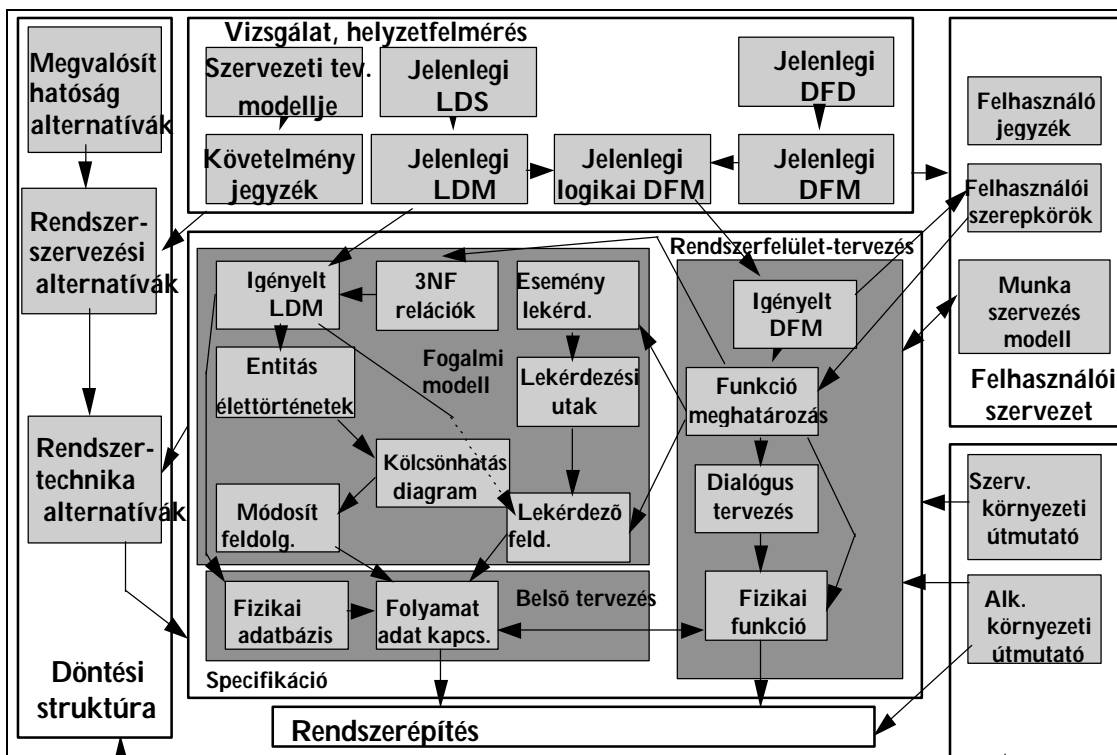 Megvalósít
hatóság
alternatívák
Rendszer-
szervezési
alternatívák
Rendszer-
technika
alternatívák
Döntési
struktúra
Vizsgálat, helyzetfelmérés
Szervezeti tev.
modellje
Jelenlegi
LDS
Jelenlegi
DFD
Követelmény
jegyzék
Jelenlegi
LDM
Jelenlegi
logikai DFM
Jelenlegi
DFM
Rendszerfelület-tervezés
Igényelt
LDM
3NF
relációk
Esemény
lekérd.
Igényelt
DFM
Entitás
élettörténetek
Fogalmi
modell
Lekérdezési
utak
Funkció
meghatározás
Kölcsönhatás
diagram
Dialógus
tervezés
Módosít
feldolg.
Lekérdezõ
feld.
Fizikai
adatbázis
Folyamat
adat kapcs.
Belsõ tervezés
Fizikai
funkció
Specifikáció
Rendszerépítés
Felhasználó
jegyzék
Felhasználói
szerepkörök
Munka
szervezés
modell
Felhasználói
szervezet
Szerv.
környezeti
útmutató
Alk.
környezeti
útmutató